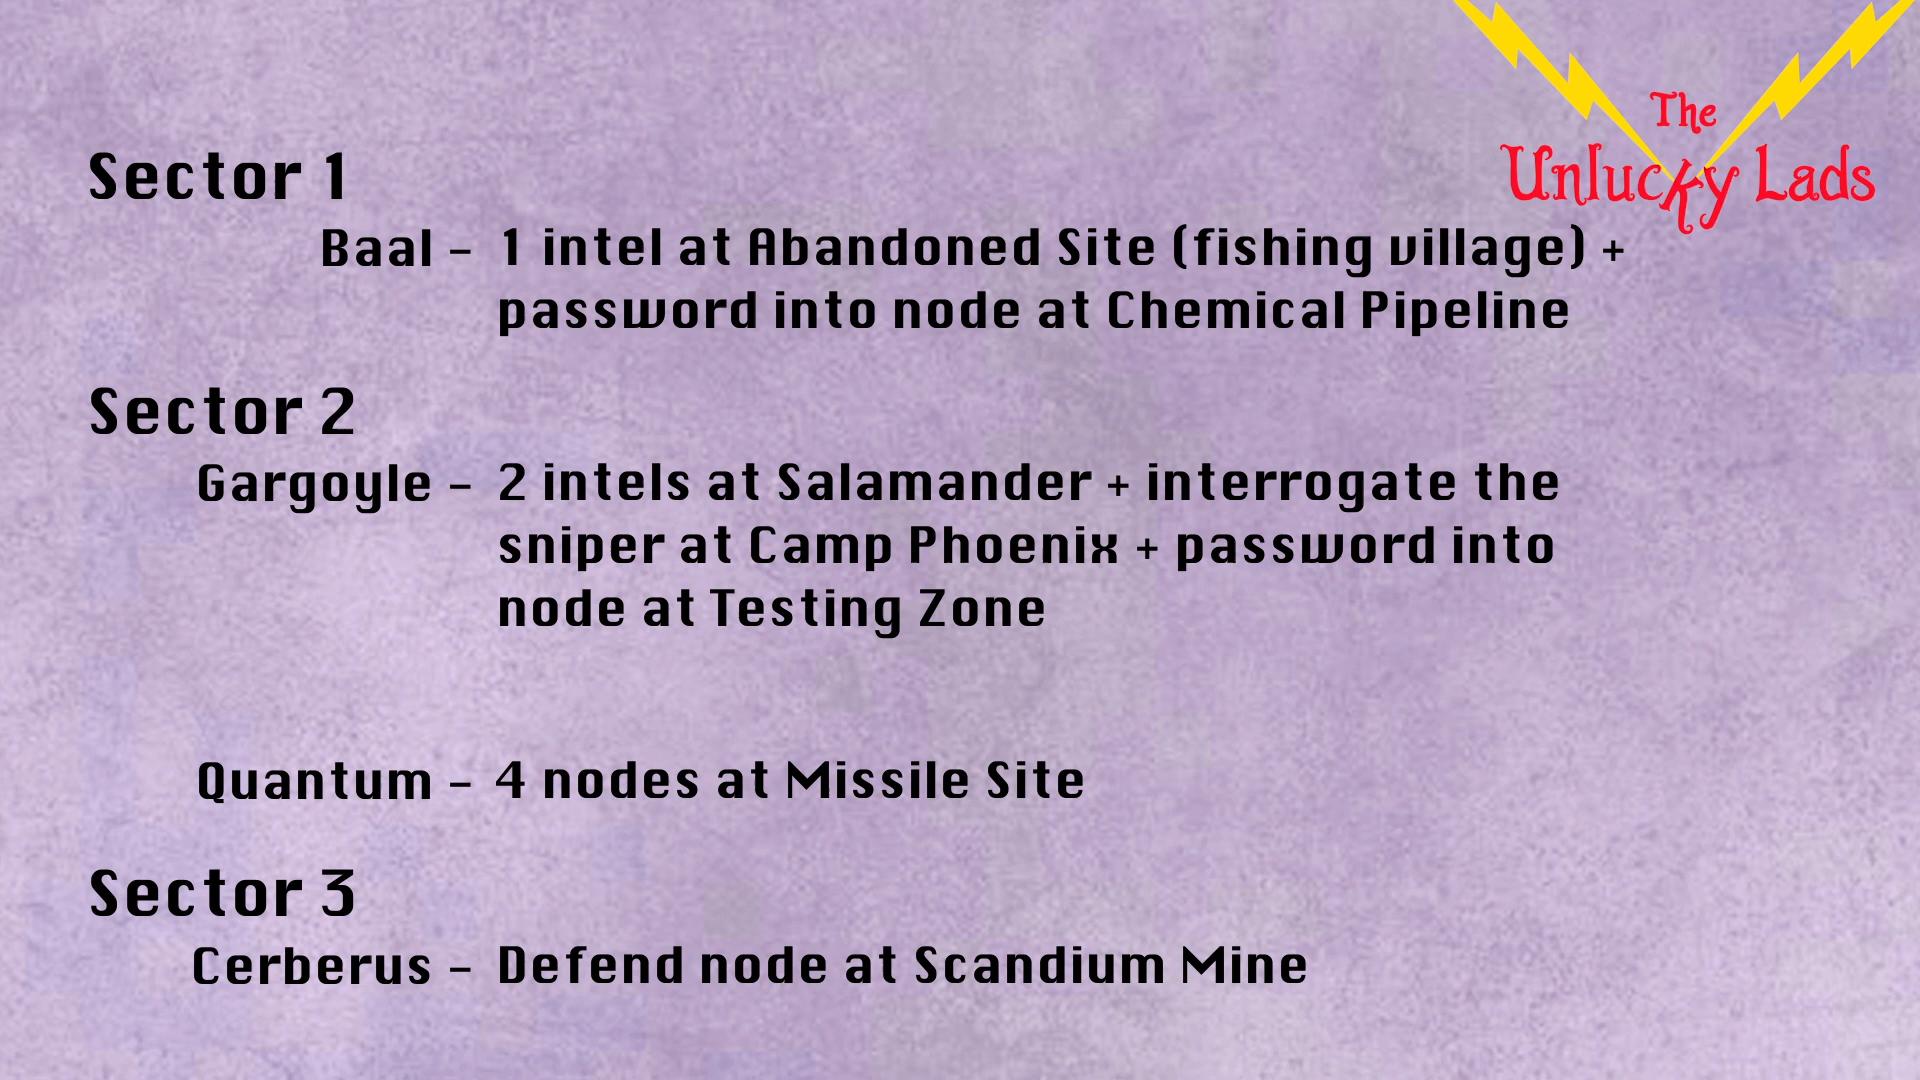 The
Unlucky Lads
Sector 1
Baal – 1 intel at Abandoned Site (fishing village) +
password into node at Chemical Pipeline
Sector 2
Gargoyle – 2 intels at Salamander + interrogate the
sniper at Camp Phoenix + password into
node at Testing Zone
Quantum – 4 nodes at Missile Site
Sector 3
Cerberus – Defend node at Scandium Mine